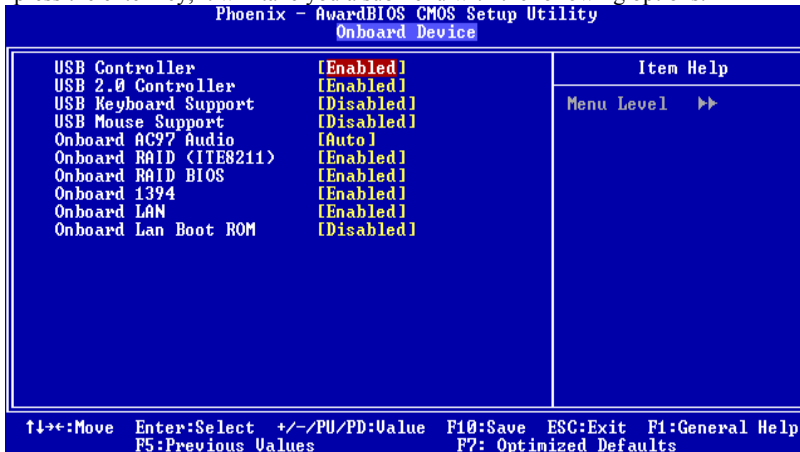 Phoenix - AwardBIOS CMOS Setup Utility
Onboard Device
USB Controller [Enabled]
USB 2.0 Controller [Enabled]
USB Keyboard Support [Disabled]
USB Mouse Support [Disabled]
Onboard AC97 Audio [Auto]
Onboard RAID (ITE8211) [Enabled]
Onboard RAID BIOS [Enabled]
Onboard 1394 [Enabled]
Onboard LAN [Enabled]
Onboard Lan Boot ROM [Disabled]
Item Help
Menu Level ▶▶
↑↓→←:Move Enter:Select +/-/PU/PD:Value F10:Save ESC:Exit F1:General Help
F5:Previous Values F7: Optimized Defaults